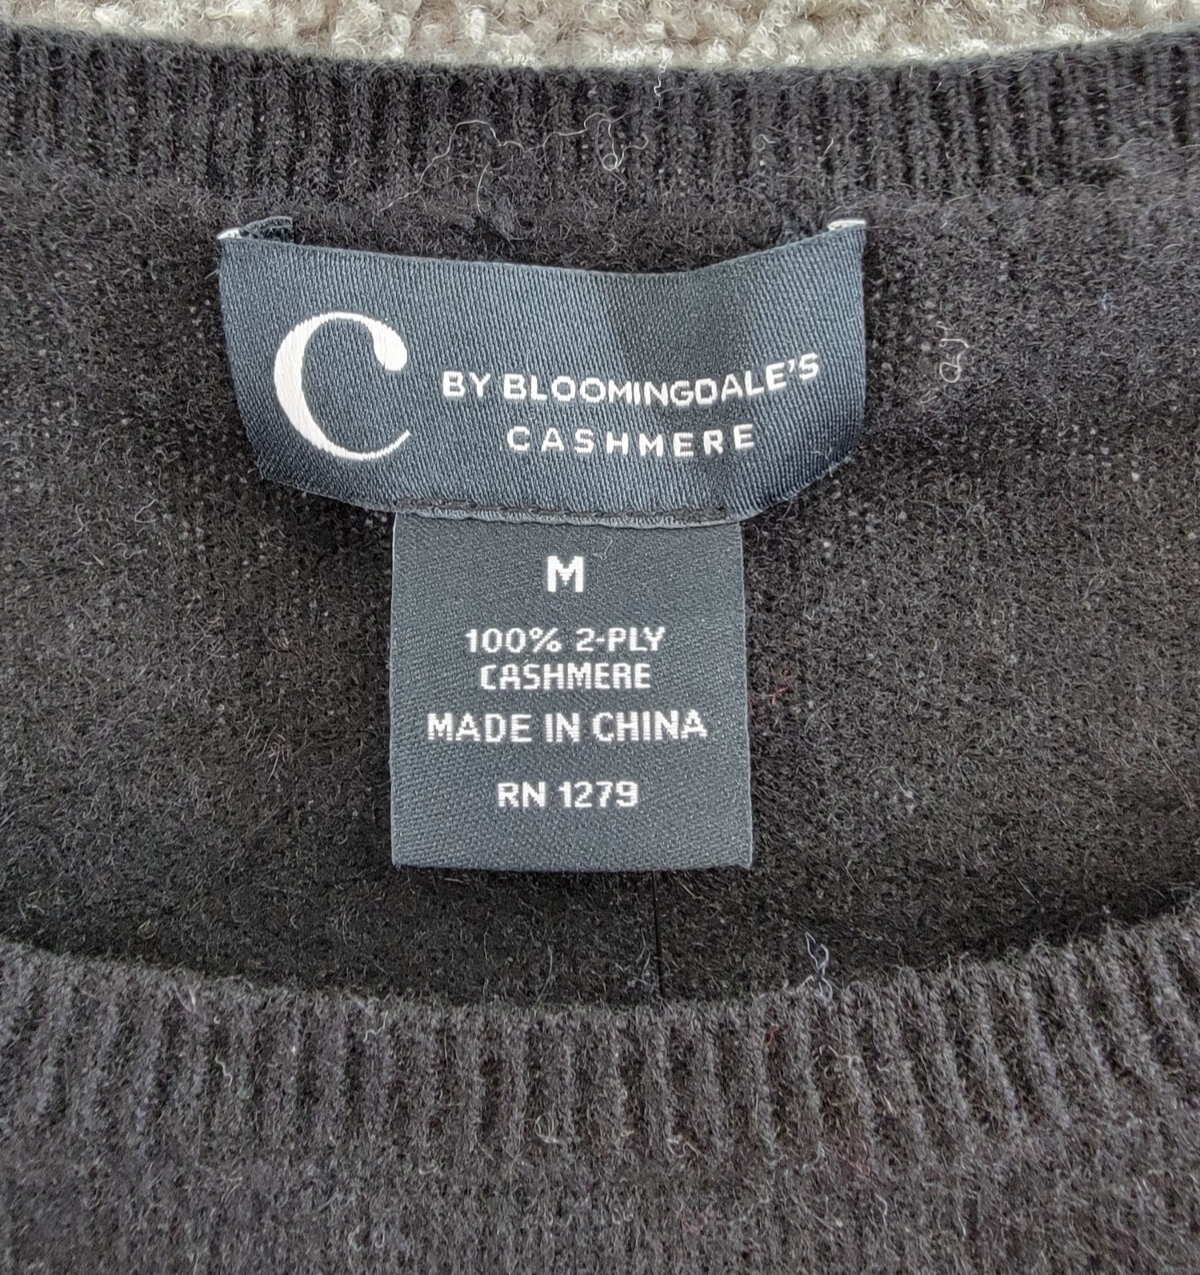 C
BY BLOOMINGDALE'S
CASHMERE
M
100% 2-PLY
CASHMERE
MADE IN CHINA
RN 1279